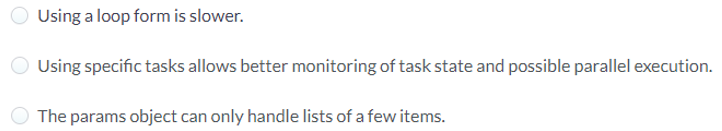 Using a loop form is slower.
Using specific tasks allows better monitoring of task state and possible parallel execution.
The params object can only handle lists of a few items.